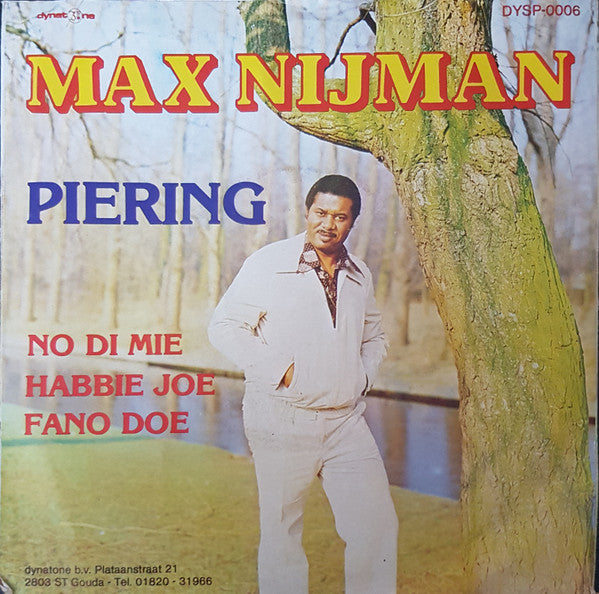 dynatone
DYSP-0006
MAX NIJMAN
PIERING
NO DI MIE
HABBIE JOE
FANO DOE
dynatone b.v. Plataanstraat 21
2803 ST Gouda - Tel. 01820 - 31966